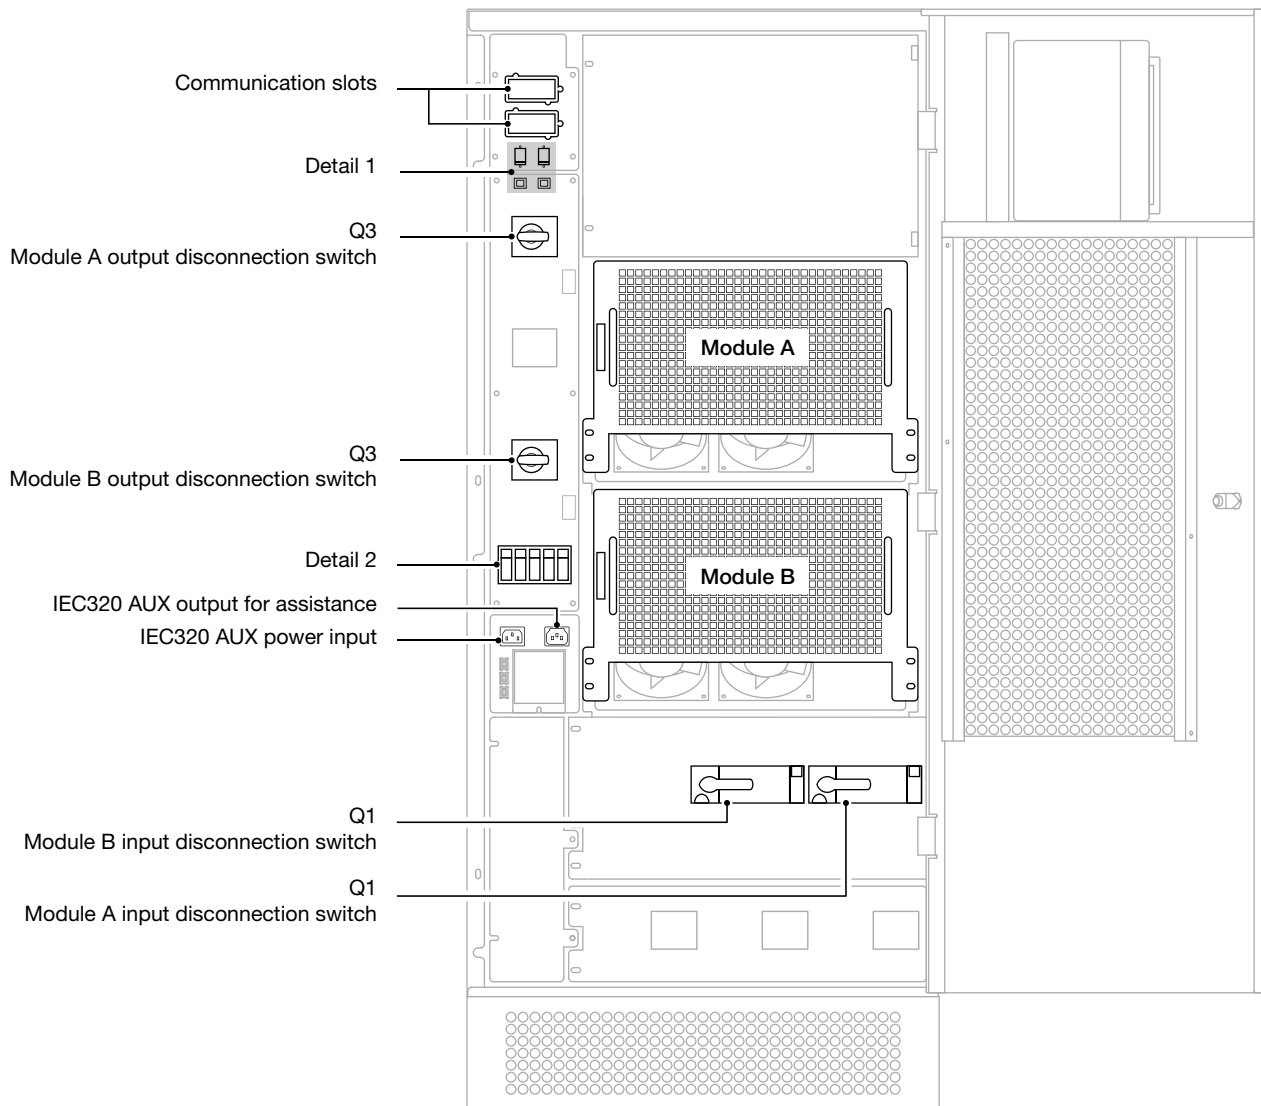 Communication slots
Detail 1
Q3
Module A output disconnection switch
Module A
Q3
Module B output disconnection switch
Detail 2
Module B
IEC320 AUX output for assistance
IEC320 AUX power input
Q1
Module B input disconnection switch
Q1
Module A input disconnection switch